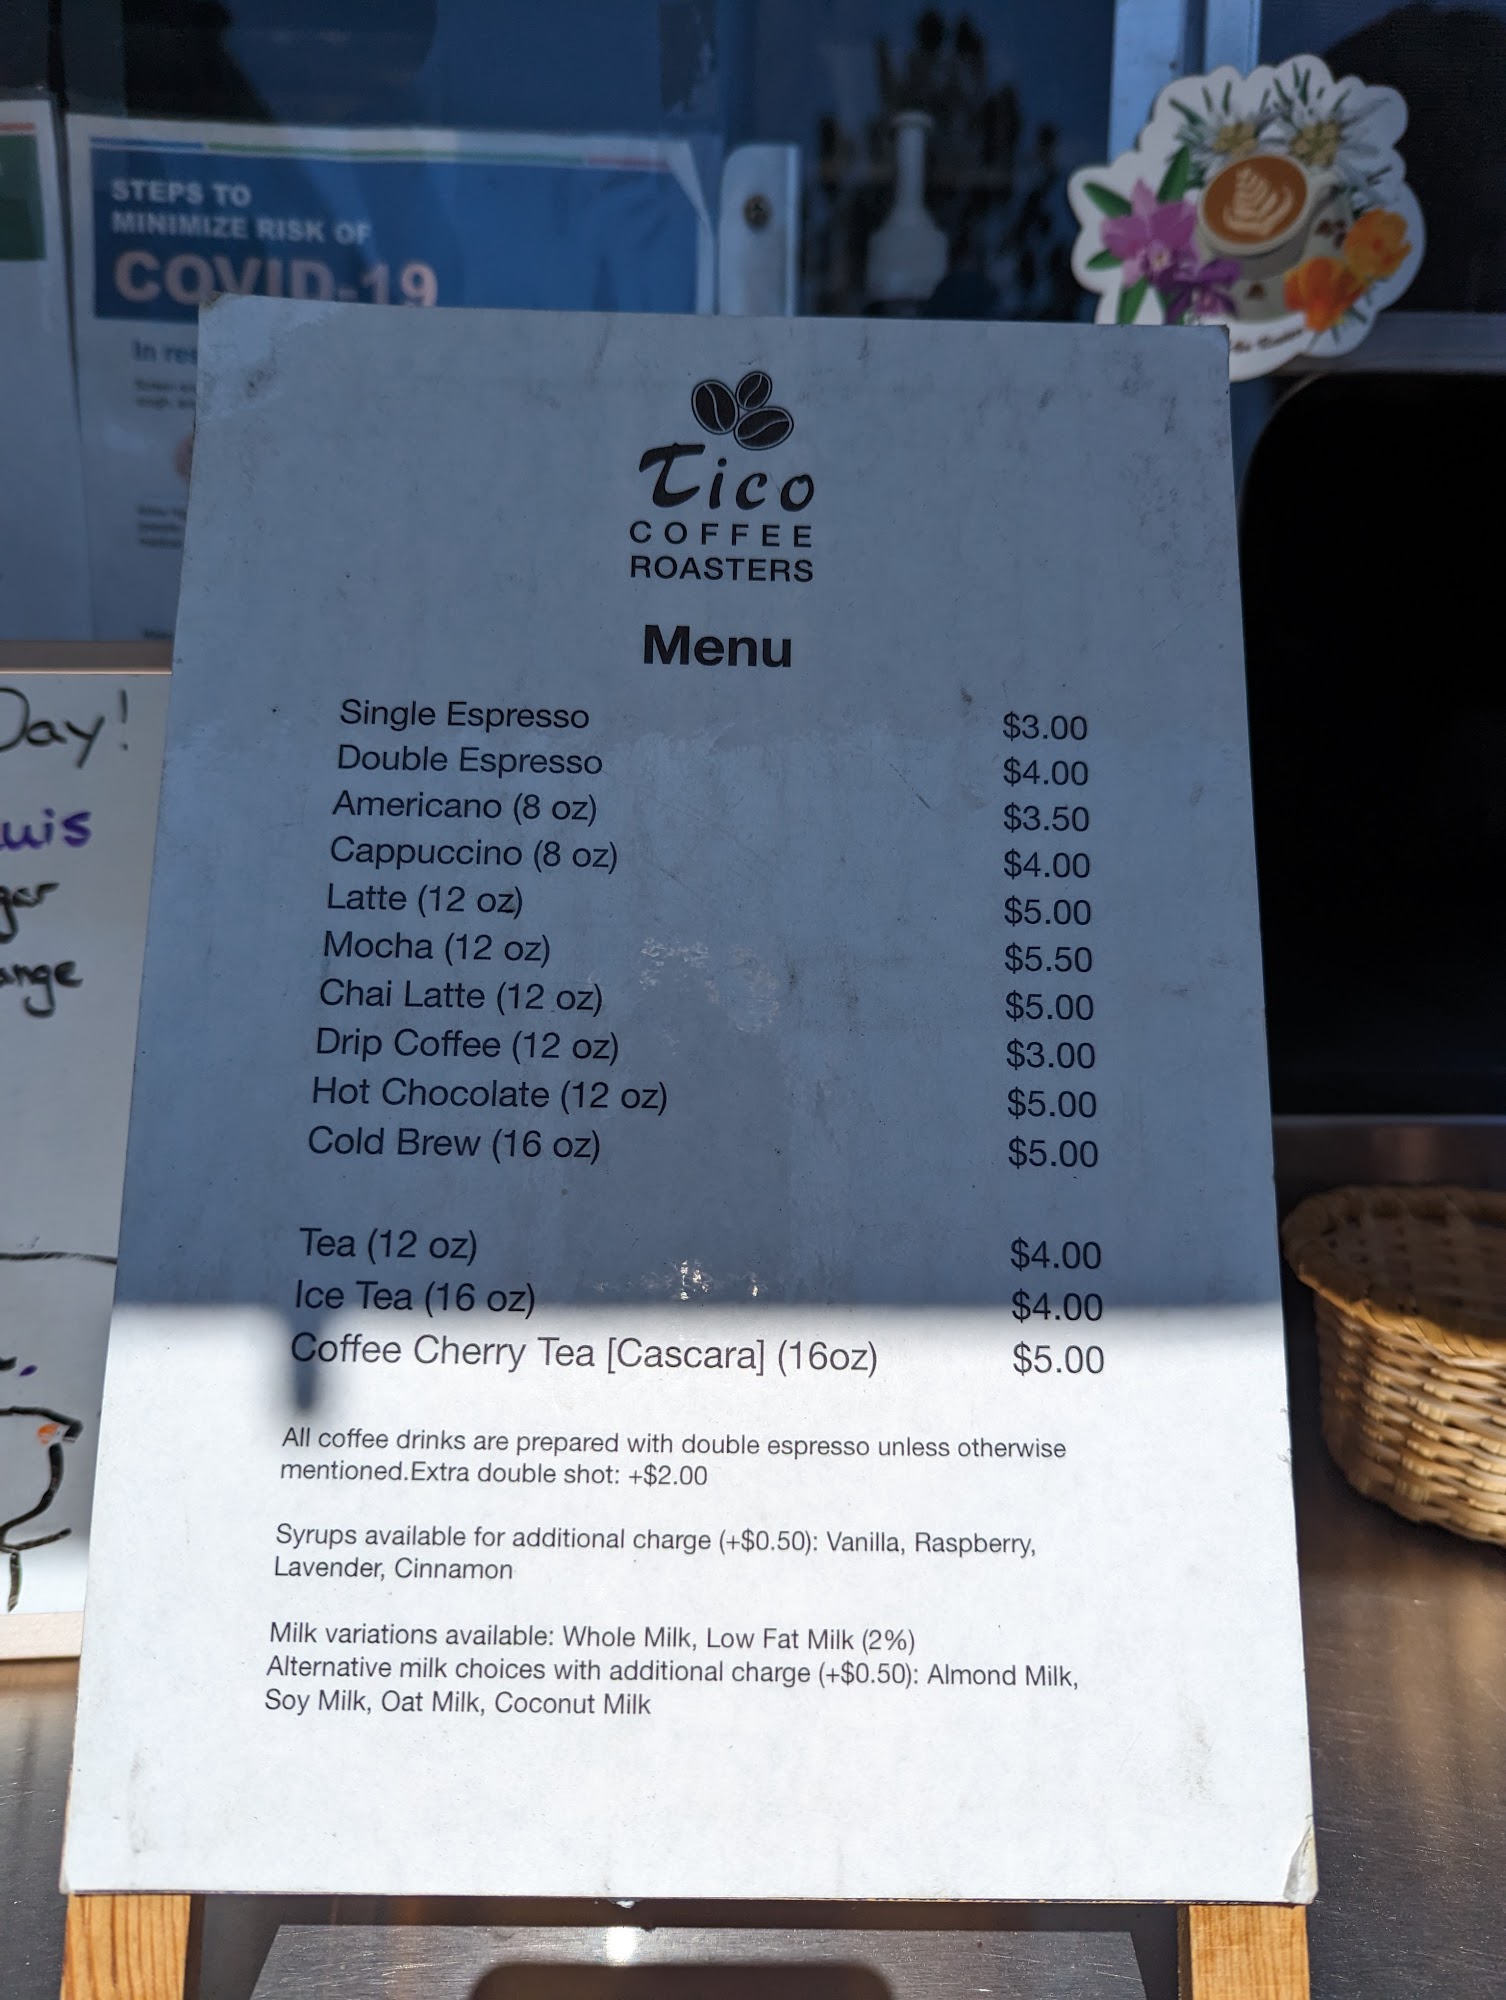 STEPS TO
MINIMIZE RISK OF
COVID-19
In res
Day!
uis
gar
ange
Tico
COFFEE
ROASTERS
Menu
Single Espresso $3.00
Double Espresso $4.00
Americano (8 oz) $3.50
Cappuccino (8 oz) $4.00
Latte (12 oz) $5.00
Mocha (12 oz) $5.50
Chai Latte (12 oz) $5.00
Drip Coffee (12 oz) $3.00
Hot Chocolate (12 oz) $5.00
Cold Brew (16 oz) $5.00
Tea (12 oz) $4.00
Ice Tea (16 oz) $4.00
Coffee Cherry Tea [Cascara] (16oz) $5.00
All coffee drinks are prepared with double espresso unless otherwise
mentioned.Extra double shot: +$2.00
Syrups available for additional charge (+$0.50): Vanilla, Raspberry,
Lavender, Cinnamon
Milk variations available: Whole Milk, Low Fat Milk (2%)
Alternative milk choices with additional charge (+$0.50): Almond Milk,
Soy Milk, Oat Milk, Coconut Milk